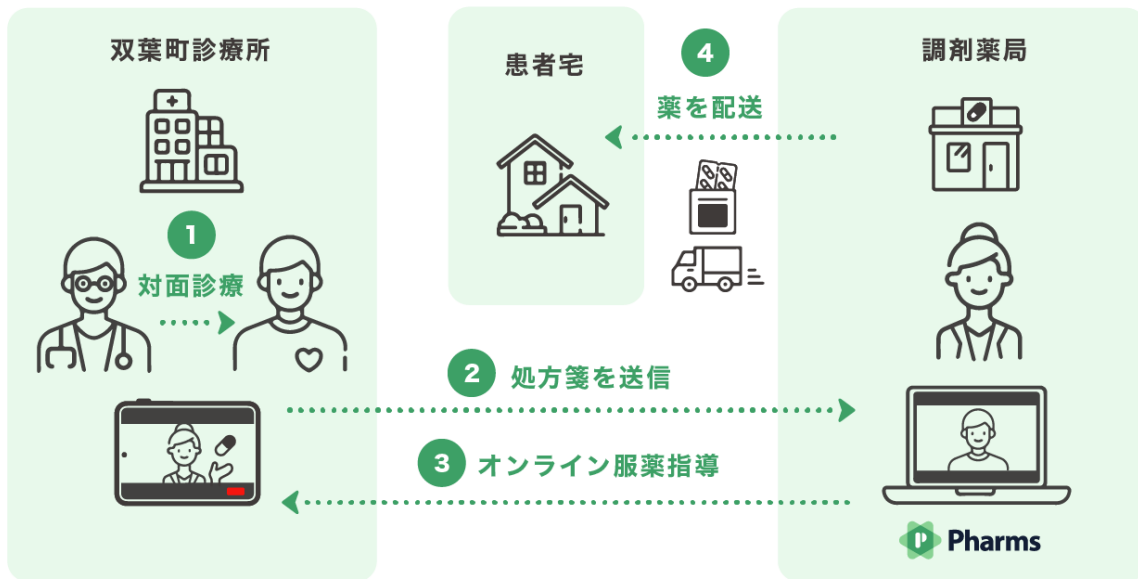 双葉町診療所
1
対面診療
患者宅
4
薬を配送
調剤薬局
2 処方箋を送信
3 オンライン服薬指導
Pharms